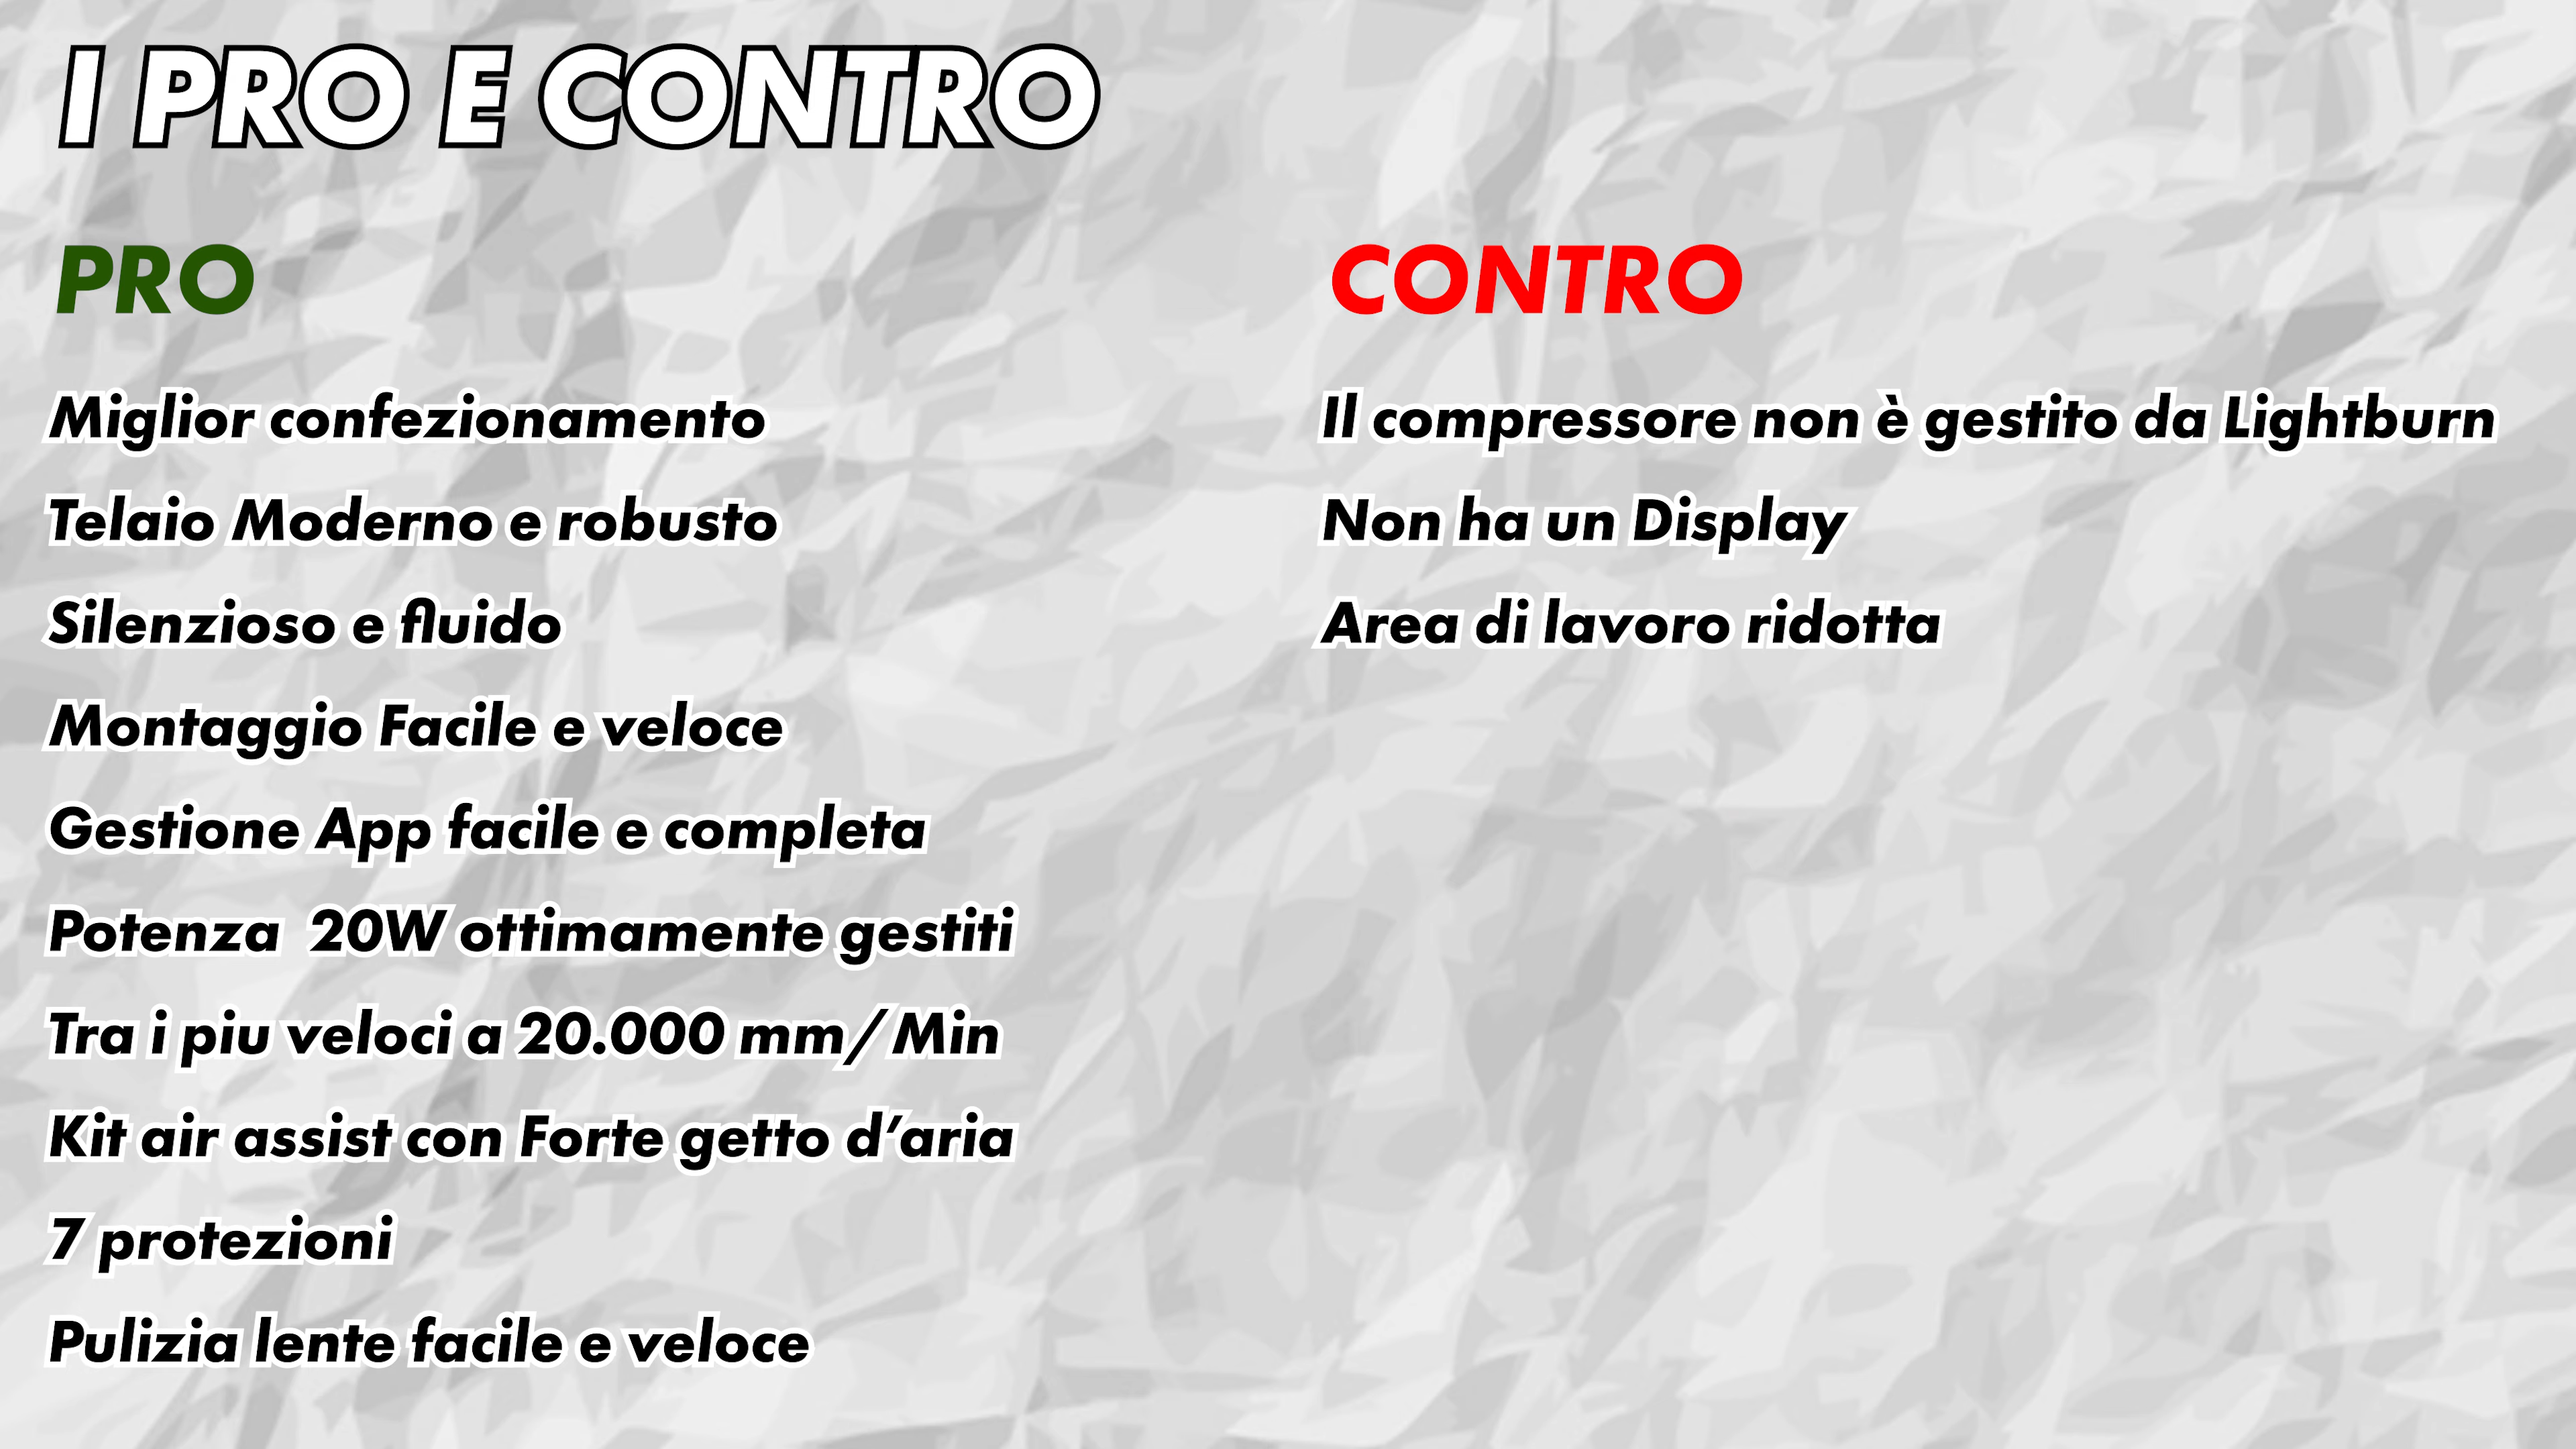 I PRO E CONTRO
PRO
Miglior confezionamento
Telaio Moderno e robusto
Silenzioso e fluido
Montaggio Facile e veloce
Gestione App facile e completa
Potenza  20W ottimamente gestiti
Tra i piu veloci a 20.000 mm/Min
Kit air assist con Forte getto d’aria
7 protezioni
Pulizia lente facile e veloce
CONTRO
Il compressore non è gestito da Lightburn
Non ha un Display
Area di lavoro ridotta